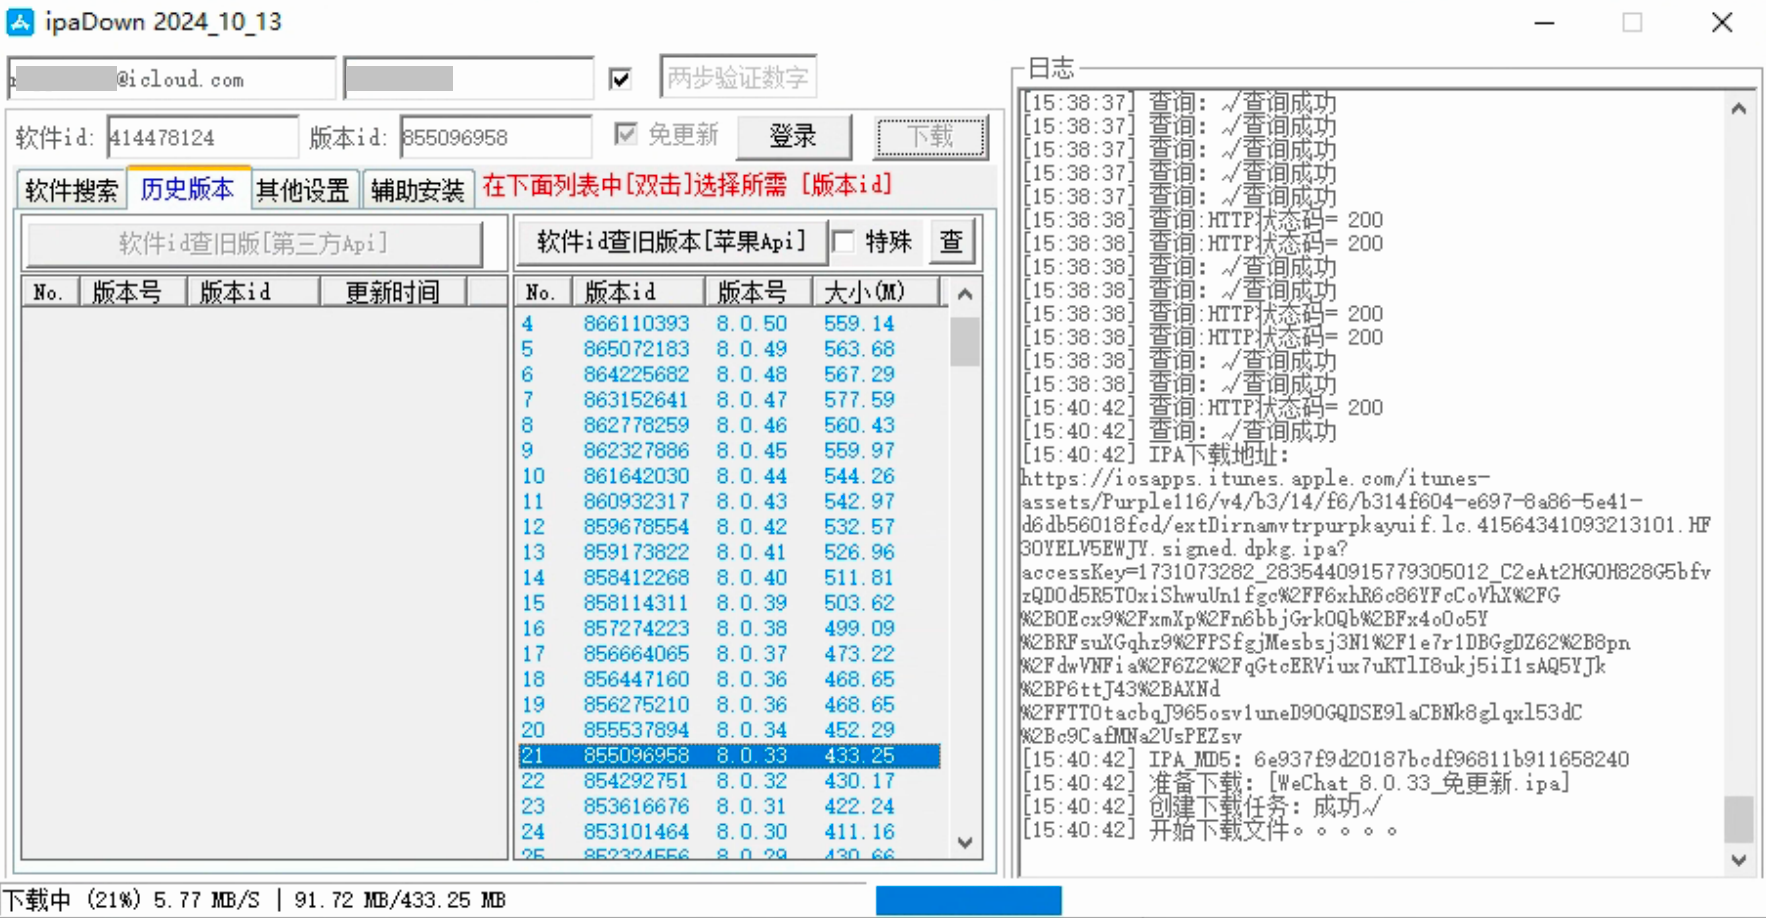 ipaDown 2024_10_13
@icloud.com
两步验证数字
软件id: 414478124 版本id: 855096958 免更新 登录 下载
软件搜索 历史版本 其他设置 辅助安装 在下面列表中[双击]选择所需 [版本id]
软件id查旧版[第三方Api]
No. 版本号 版本id 更新时间
软件id查旧版本[苹果Api] 特殊 查
No. 版本id 版本号 大小(M)
4 866110393 8.0.50 559.14
5 865072183 8.0.49 563.68
6 864225682 8.0.48 567.29
7 863152641 8.0.47 577.59
8 862778259 8.0.46 560.43
9 862327886 8.0.45 559.97
10 861642030 8.0.44 544.26
11 860932317 8.0.43 542.97
12 859678554 8.0.42 532.57
13 859173822 8.0.41 526.96
14 858412268 8.0.40 511.81
15 858114311 8.0.39 503.62
16 857274223 8.0.38 499.09
17 856664065 8.0.37 473.22
18 856447160 8.0.36 468.65
19 856275210 8.0.36 468.65
20 855537894 8.0.34 452.29
21 855096958 8.0.33 433.25
22 854292751 8.0.32 430.17
23 853616676 8.0.31 422.24
24 853101464 8.0.30 411.16
25 852324556 8.0.29 430.66
日志
[15:38:37] 查询: √查询成功
[15:38:37] 查询: √查询成功
[15:38:37] 查询: √查询成功
[15:38:37] 查询: √查询成功
[15:38:37] 查询: √查询成功
[15:38:38] 查询:HTTP状态码= 200
[15:38:38] 查询:HTTP状态码= 200
[15:38:38] 查询: √查询成功
[15:38:38] 查询: √查询成功
[15:38:38] 查询:HTTP状态码= 200
[15:38:38] 查询:HTTP状态码= 200
[15:38:38] 查询: √查询成功
[15:38:38] 查询: √查询成功
[15:40:42] 查询:HTTP状态码= 200
[15:40:42] 查询: √查询成功
[15:40:42] IPA下载地址:
https://iosapps.itunes.apple.com/itunes-
assets/Purple116/v4/b3/14/f6/b314f604-e697-8a86-5e41-
d6db56018fcd/extDirnamvtrpurpkayuif.lc.41564341093213101.HF
3OYELV5EWJY.signed.dpkg.ipa?
accessKey=1731073282_2835440915779305012_C2eAt2HGOH828G5bfv
zQDOd5R5TOxiShwuUn1fgc%2FF6xhR6c86YFcCoVhX%2FG
%2BOEcx9%2FxmXp%2Fn6bbjGrkOQb%2BFx4oOo5Y
%2BRFsuXGqhz9%2FPSfgjMesbsj3N1%2F1e7r1DBGgDZ62%2B8pn
%2FdwVNFia%2F6Z2%2FqGtcERViux7uKTlI8ukj5iI1sAQ5YJk
%2BP6ttJ43%2BAXNd
%2FFTTOtacbqJ965osv1uneD9OGQDSE9laCBNk8glqxl53dC
%2Bc9CafMNa2UsPEZsv
[15:40:42] IPA_MD5: 6e937f9d20187bcdf96811b911658240
[15:40:42] 准备下载: [WeChat_8.0.33_免更新.ipa]
[15:40:42] 创建下载任务: 成功√
[15:40:42] 开始下载文件。。。。。
下载中 (21%) 5.77 MB/S | 91.72 MB/433.25 MB